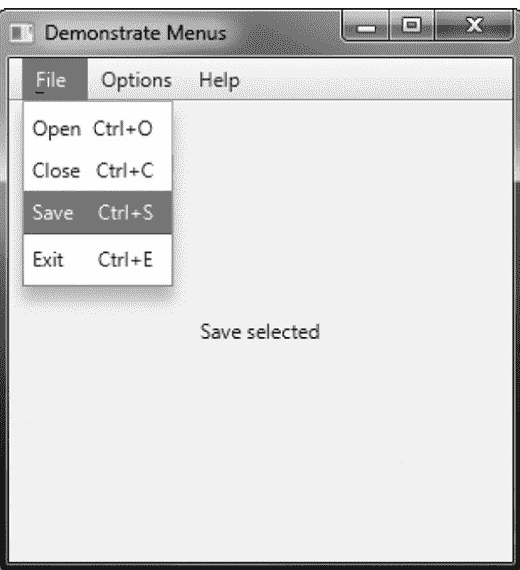 Demonstrate Menus
File Options Help
Open Ctrl+O
Close Ctrl+C
Save Ctrl+S
Exit Ctrl+E
Save selected